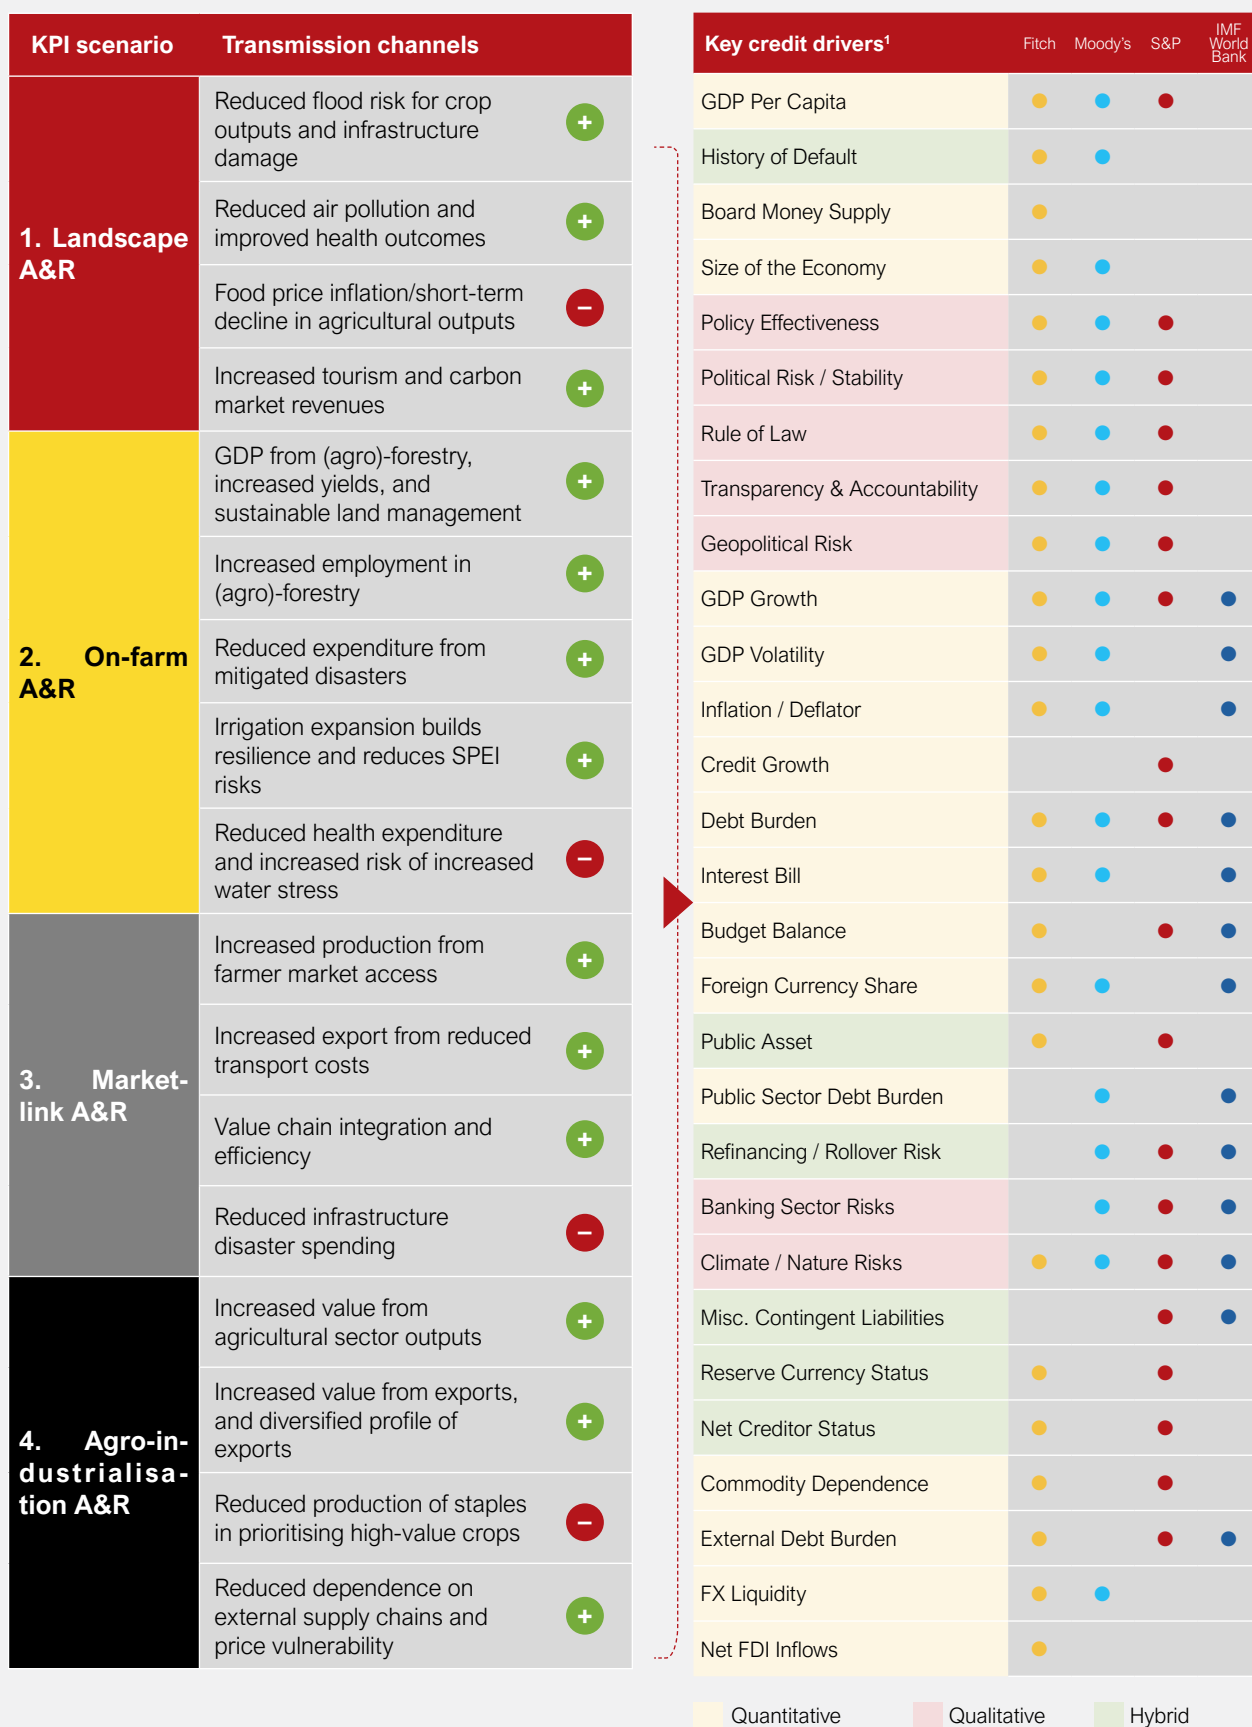 KPI scenario
Transmission channels
1. Landscape
A&R
Reduced flood risk for crop
outputs and infrastructure
damage
+
Reduced air pollution and
improved health outcomes
+
Food price inflation/short-term
decline in agricultural outputs
–
Increased tourism and carbon
market revenues
+
2. On-farm
A&R
GDP from (agro)-forestry,
increased yields, and
sustainable land management
+
Increased employment in
(agro)-forestry
+
Reduced expenditure from
mitigated disasters
+
Irrigation expansion builds
resilience and reduces SPEI
risks
+
Reduced health expenditure
and increased risk of increased
water stress
–
3. Market-
link A&R
Increased production from
farmer market access
+
Increased export from reduced
transport costs
+
Value chain integration and
efficiency
+
Reduced infrastructure
disaster spending
–
4. Agro-in-
dustrialisa-
tion A&R
Increased value from
agricultural sector outputs
+
Increased value from exports,
and diversified profile of
exports
+
Reduced production of staples
in prioritising high-value crops
–
Reduced dependence on
external supply chains and
price vulnerability
+
Key credit drivers¹
Fitch
Moody's
S&P
IMF
World
Bank
GDP Per Capita
History of Default
Board Money Supply
Size of the Economy
Policy Effectiveness
Political Risk / Stability
Rule of Law
Transparency & Accountability
Geopolitical Risk
GDP Growth
GDP Volatility
Inflation / Deflator
Credit Growth
Debt Burden
Interest Bill
Budget Balance
Foreign Currency Share
Public Asset
Public Sector Debt Burden
Refinancing / Rollover Risk
Banking Sector Risks
Climate / Nature Risks
Misc. Contingent Liabilities
Reserve Currency Status
Net Creditor Status
Commodity Dependence
External Debt Burden
FX Liquidity
Net FDI Inflows
Quantitative
Qualitative
Hybrid